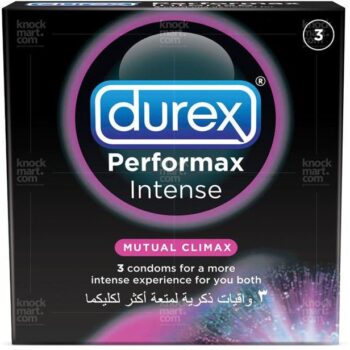 knock
mart.
com
3
durex®
Performax
Intense
MUTUAL CLIMAX
3 condoms for a more
intense experience for you both
٣ واقيات ذكرية لمتعة أكثر لكليكما